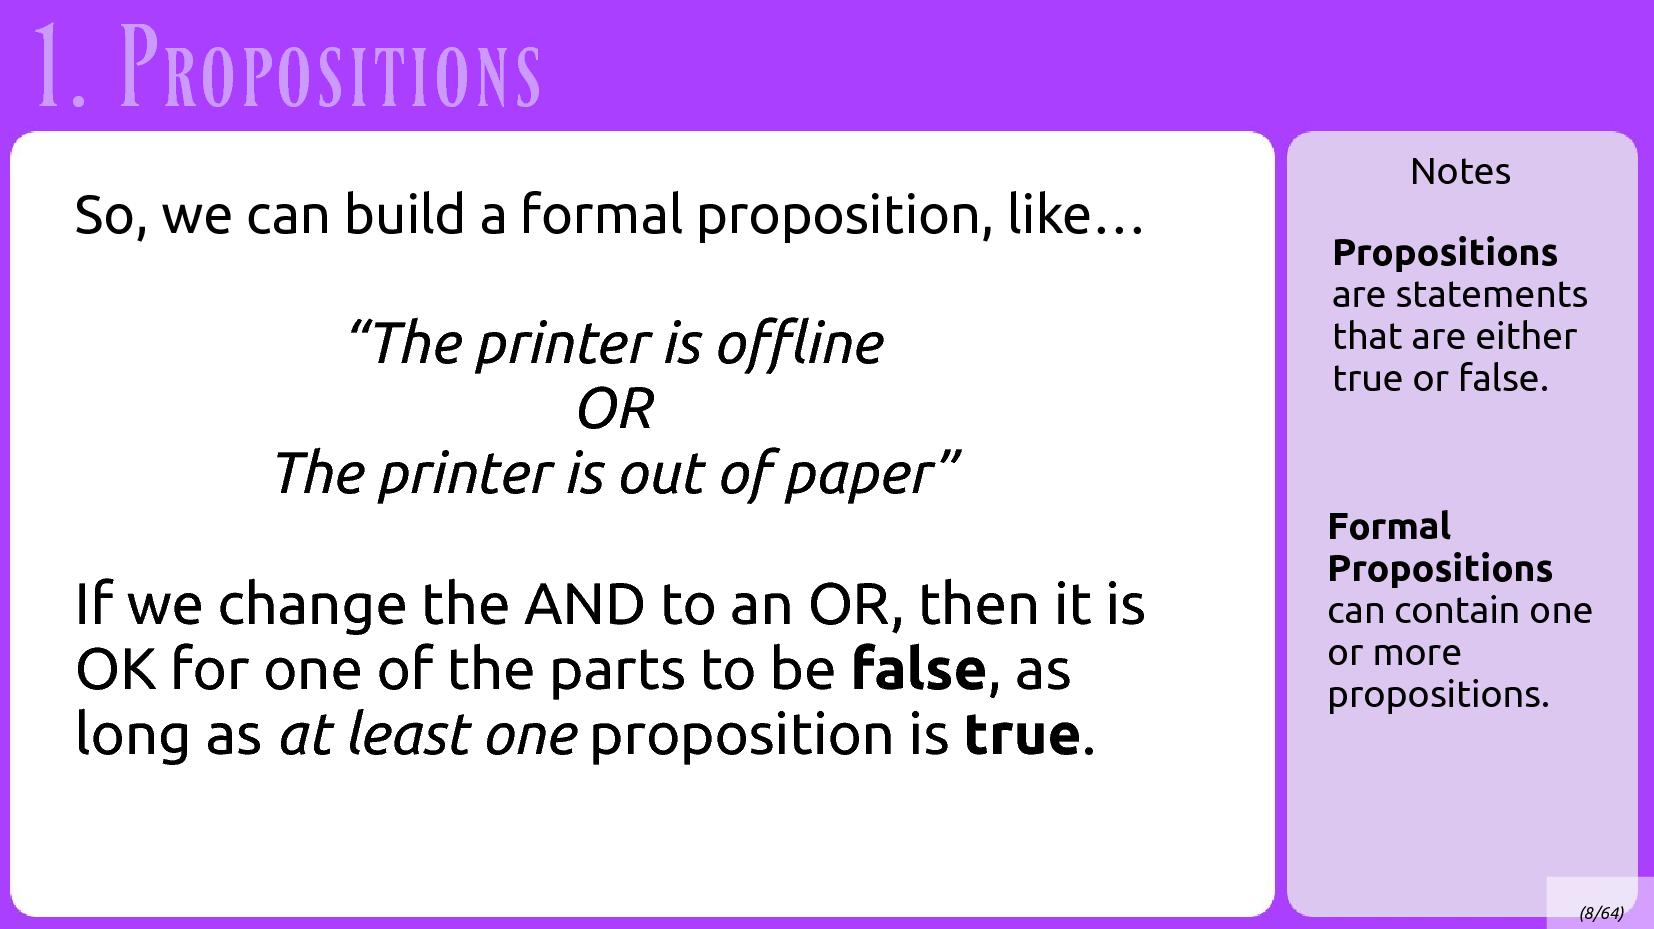 1. Propositions
So, we can build a formal proposition, like…
“The printer is offline
OR
The printer is out of paper”
If we change the AND to an OR, then it is
OK for one of the parts to be false, as
long as at least one proposition is true.
Notes
Propositions
are statements
that are either
true or false.
Formal
Propositions
can contain one
or more
propositions.
(8/64)